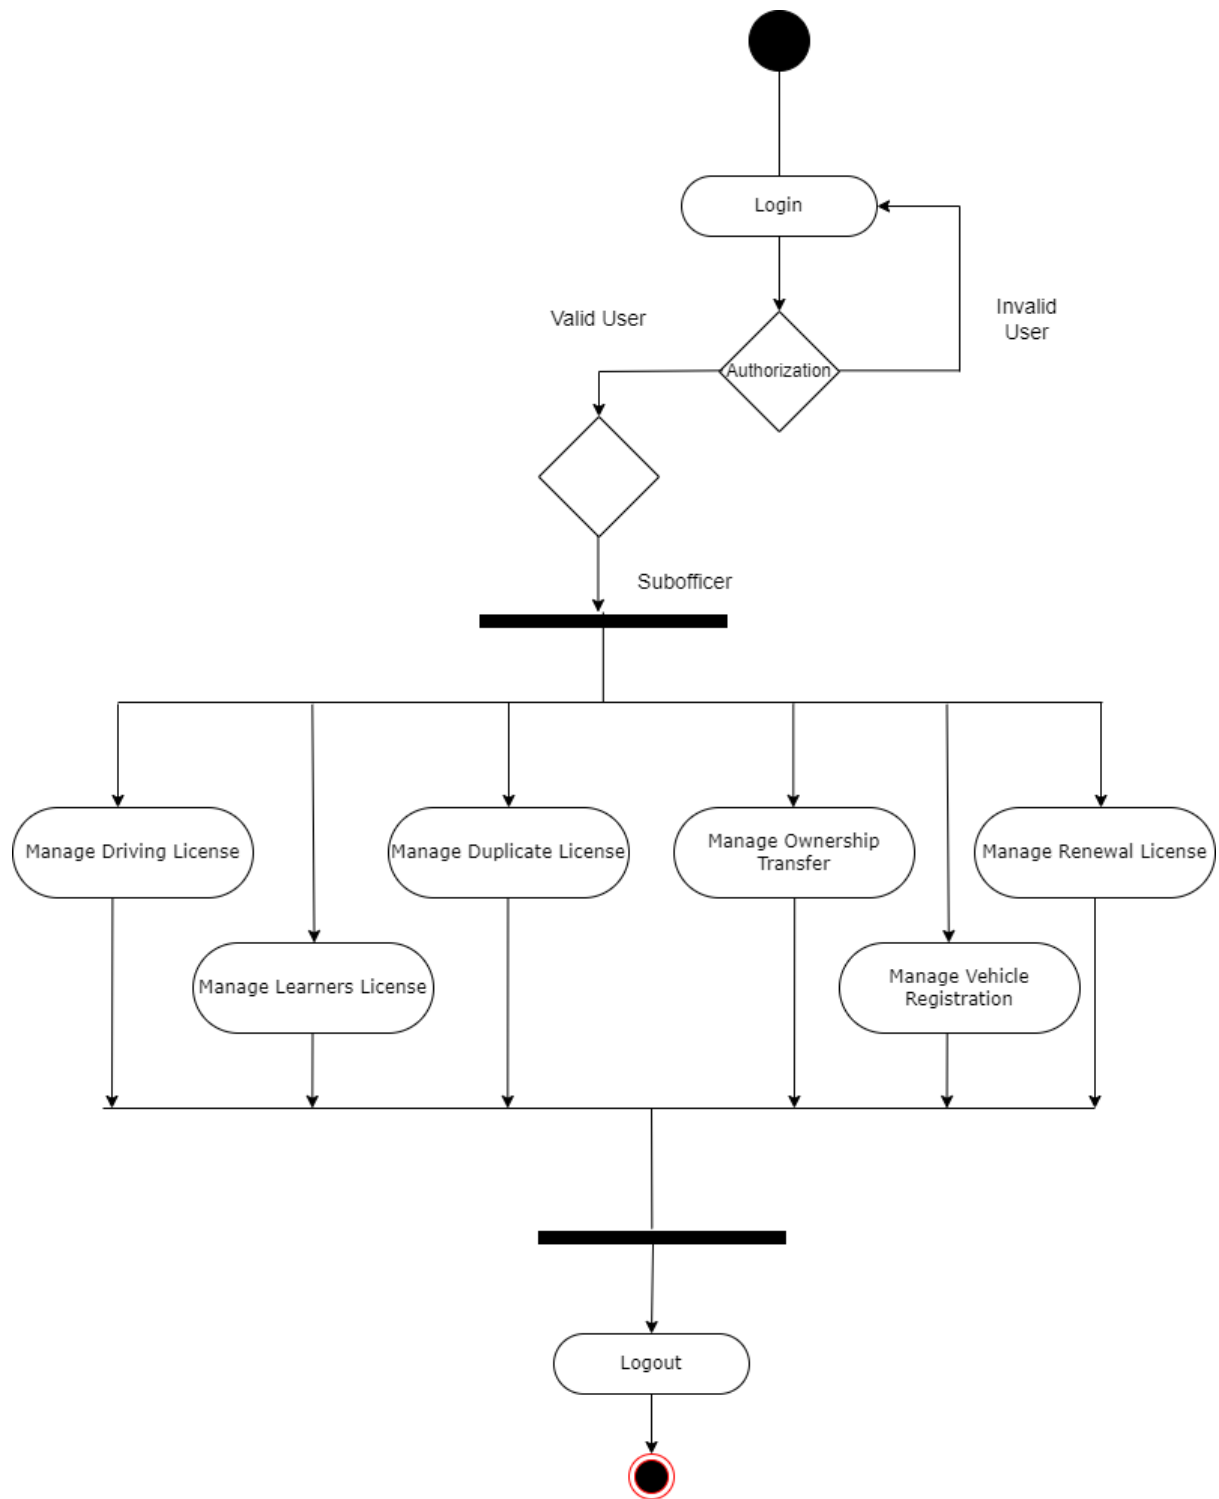 Login
Valid User
Invalid
User
Authorization
Subofficer
Manage Driving License
Manage Duplicate License
Manage Ownership
Transfer
Manage Renewal License
Manage Learners License
Manage Vehicle
Registration
Logout